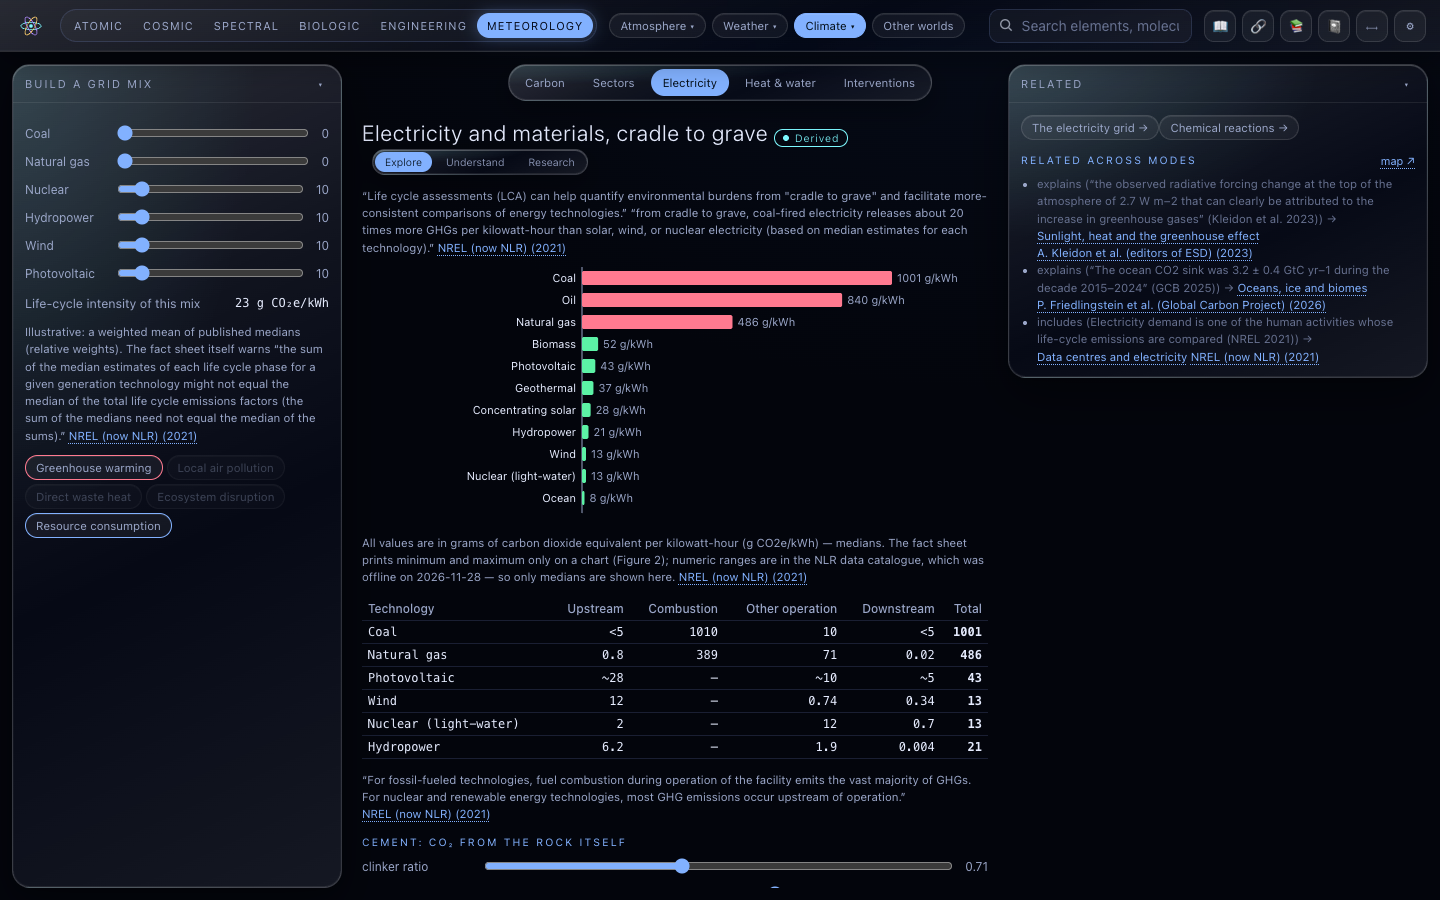 ATOMIC COSMIC SPECTRAL BIOLOGIC ENGINEERING METEOROLOGY Atmosphere ▾ Weather ▾ Climate ▾ Other worlds Search elements, molecu
BUILD A GRID MIX
Coal 0
Natural gas 0
Nuclear 10
Hydropower 10
Wind 10
Photovoltaic 10
Life-cycle intensity of this mix 23 g CO₂e/kWh
Illustrative: a weighted mean of published medians
(relative weights). The fact sheet itself warns “the sum
of the median estimates of each life cycle phase for a
given generation technology might not equal the
median of the total life cycle emissions factors (the
sum of the medians need not equal the median of the
sums).” NREL (now NLR) (2021)
Greenhouse warming Local air pollution
Direct waste heat Ecosystem disruption
Resource consumption
Carbon Sectors Electricity Heat & water Interventions
Electricity and materials, cradle to grave Derived
Explore Understand Research
“Life cycle assessments (LCA) can help quantify environmental burdens from "cradle to grave" and facilitate more-
consistent comparisons of energy technologies.” “from cradle to grave, coal-fired electricity releases about 20
times more GHGs per kilowatt-hour than solar, wind, or nuclear electricity (based on median estimates for each
technology).” NREL (now NLR) (2021)
Coal 1001 g/kWh
Oil 840 g/kWh
Natural gas 486 g/kWh
Biomass 52 g/kWh
Photovoltaic 43 g/kWh
Geothermal 37 g/kWh
Concentrating solar 28 g/kWh
Hydropower 21 g/kWh
Wind 13 g/kWh
Nuclear (light-water) 13 g/kWh
Ocean 8 g/kWh
All values are in grams of carbon dioxide equivalent per kilowatt-hour (g CO2e/kWh) — medians. The fact sheet
prints minimum and maximum only on a chart (Figure 2); numeric ranges are in the NLR data catalogue, which was
offline on 2026-11-28 — so only medians are shown here. NREL (now NLR) (2021)
Technology Upstream Combustion Other operation Downstream Total
Coal <5 1010 10 <5 1001
Natural gas 0.8 389 71 0.02 486
Photovoltaic ~28 — ~10 ~5 43
Wind 12 — 0.74 0.34 13
Nuclear (light-water) 2 — 12 0.7 13
Hydropower 6.2 — 1.9 0.004 21
“For fossil-fueled technologies, fuel combustion during operation of the facility emits the vast majority of GHGs.
For nuclear and renewable energy technologies, most GHG emissions occur upstream of operation.”
NREL (now NLR) (2021)
CEMENT: CO₂ FROM THE ROCK ITSELF
clinker ratio 0.71
RELATED
The electricity grid → Chemical reactions →
RELATED ACROSS MODES map ↗
• explains (“the observed radiative forcing change at the top of the
atmosphere of 2.7 W m−2 that can clearly be attributed to the
increase in greenhouse gases” (Kleidon et al. 2023)) →
Sunlight, heat and the greenhouse effect
A. Kleidon et al. (editors of ESD) (2023)
• explains (“The ocean CO2 sink was 3.2 ± 0.4 GtC yr−1 during the
decade 2015–2024” (GCB 2025)) → Oceans, ice and biomes
P. Friedlingstein et al. (Global Carbon Project) (2026)
• includes (Electricity demand is one of the human activities whose
life-cycle emissions are compared (NREL 2021)) →
Data centres and electricity NREL (now NLR) (2021)